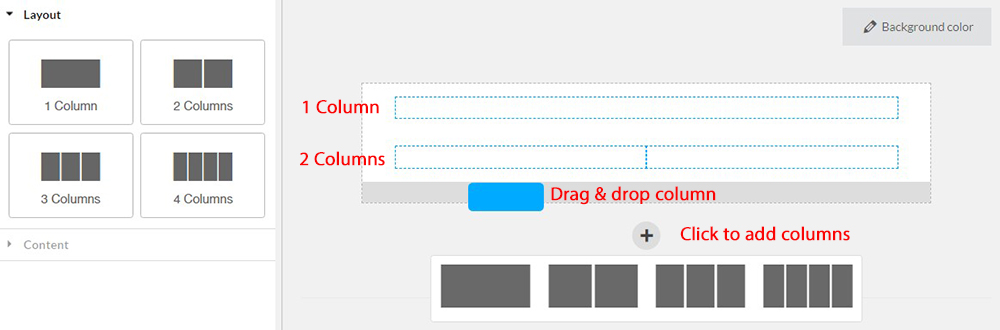 Layout
1 Column
2 Columns
3 Columns
4 Columns
Content
Background color
1 Column
2 Columns
Drag & drop column
Click to add columns